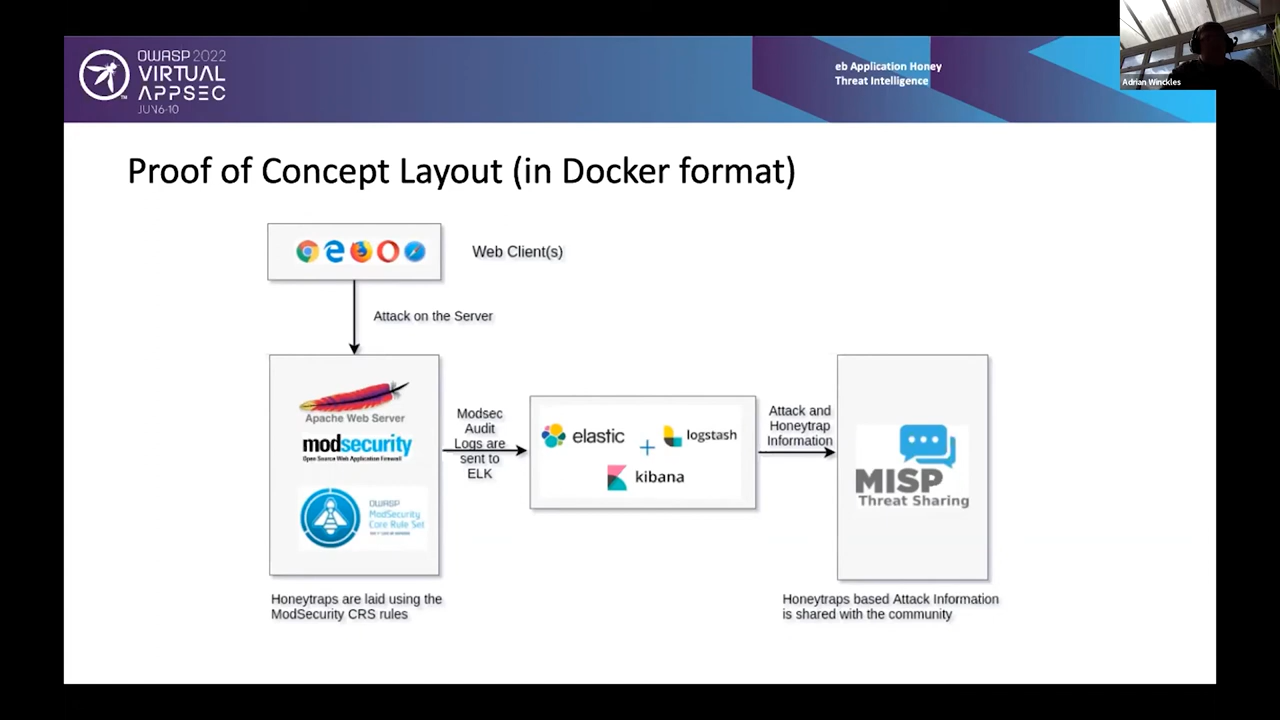 OWASP 2022
VIRTUAL
APPSEC
JUN 6-10
eb Application Honey
Threat Intelligence
Adrian Winckles
Proof of Concept Layout (in Docker format)
Web Client(s)
Attack on the Server
Apache Web Server
modsecurity
Open Source Web Application Firewall
OWASP
ModSecurity
Core Rule Set
Modsec
Audit
Logs are
sent to
ELK
elastic
+
logstash
kibana
Attack and
Honeytrap
Information
MISP
Threat Sharing
Honeytraps are laid using the
ModSecurity CRS rules
Honeytraps based Attack Information
is shared with the community